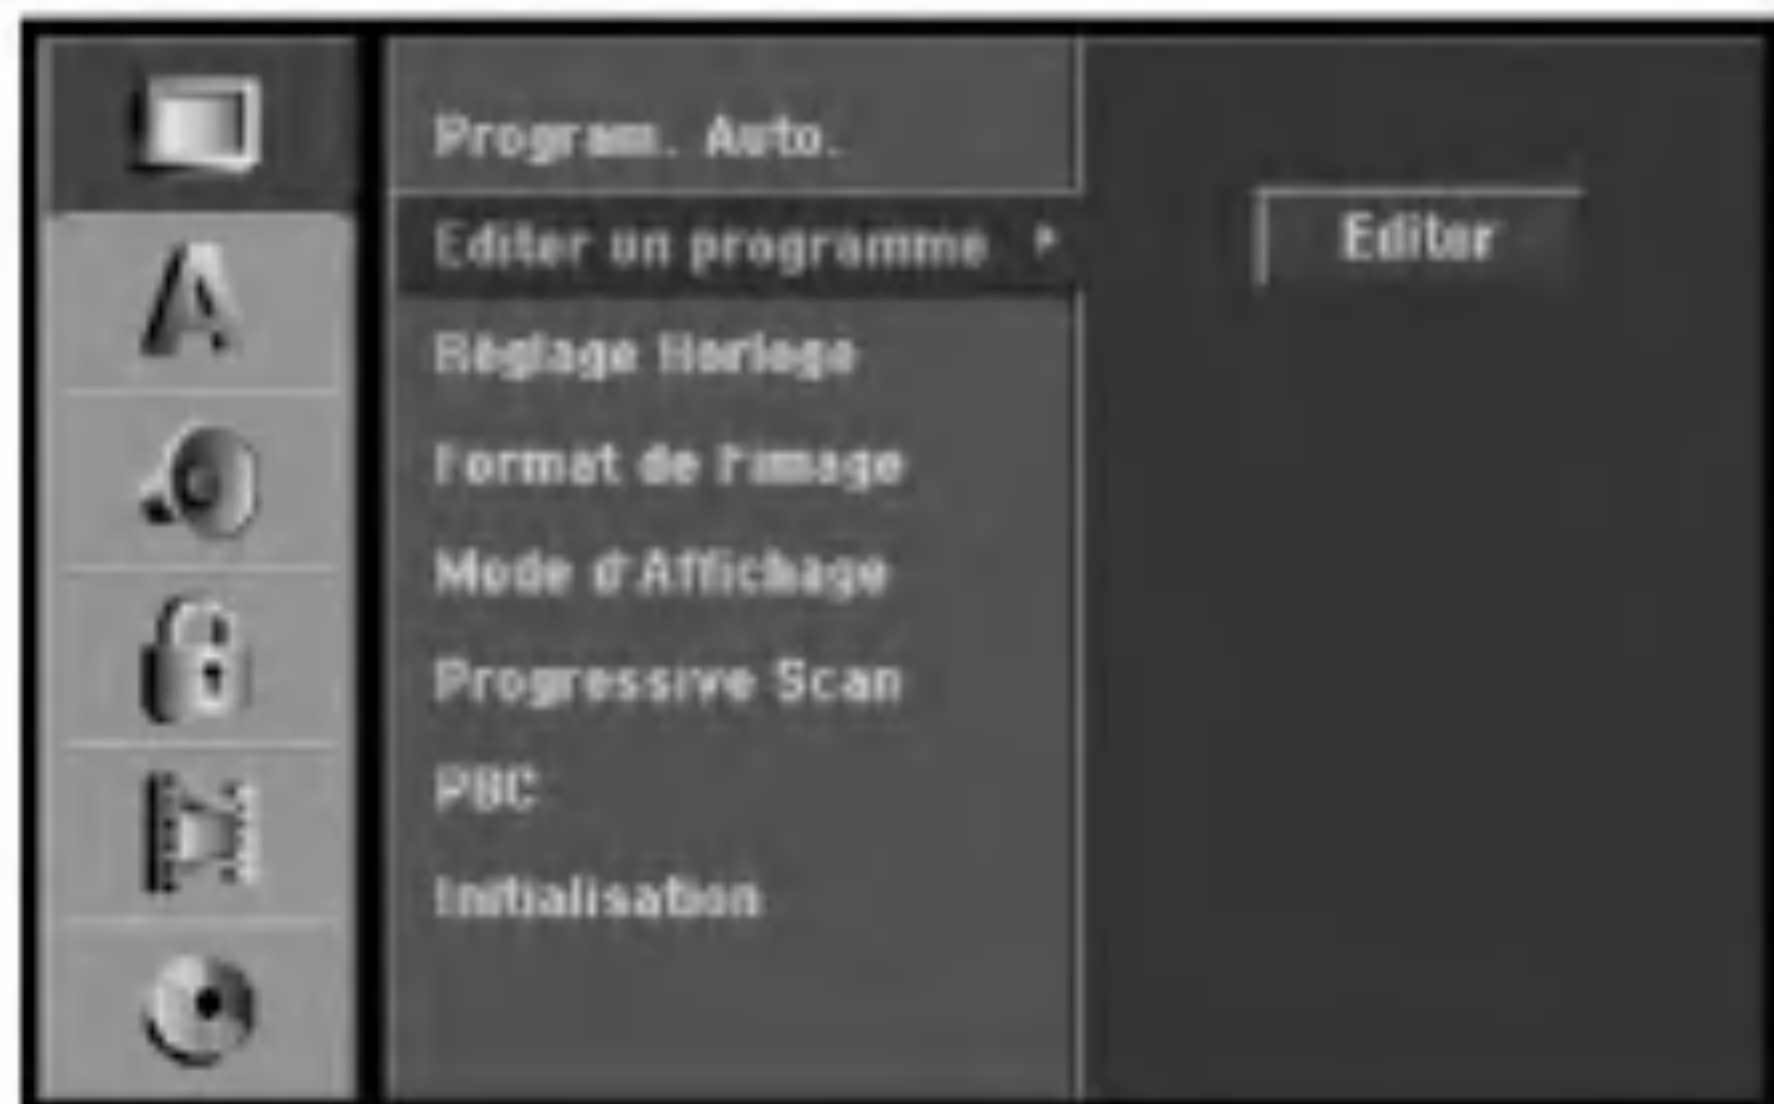 Program. Auto.
Editer un programme
Editer
Réglage Horloge
Format de l'image
Mode d'Affichage
Progressive Scan
PBC
Initialisation